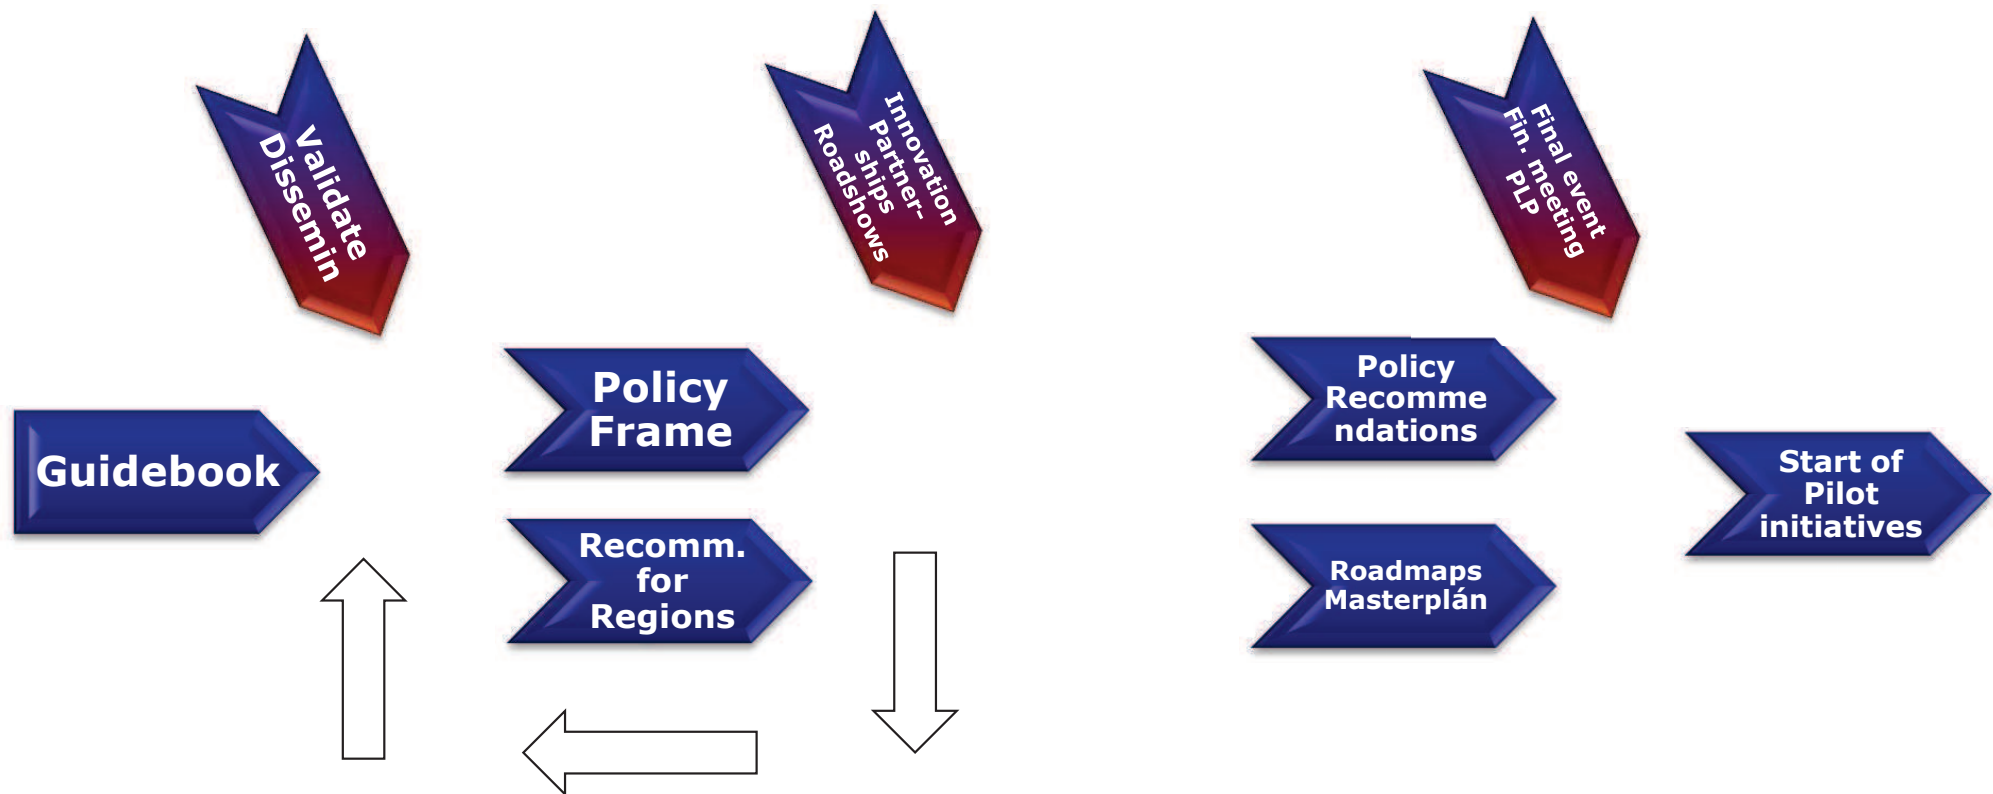 Validate
Dissemin
Innovation
Partner-
ships
Roadshows
Final event
Fin. meeting
PLP
Guidebook
Policy
Frame
Recomm.
for
Regions
Policy
Recomme
ndations
Roadmaps
Masterplán
Start of
Pilot
initiatives